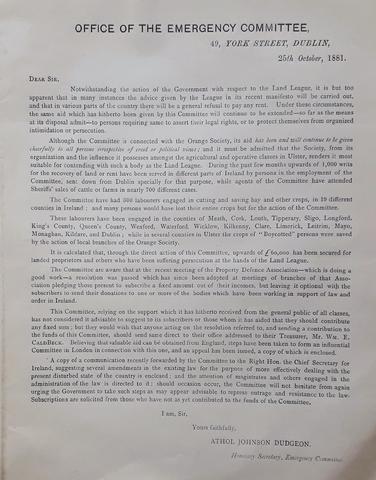 OFFICE OF THE EMERGENCY COMMITTEE,
49, YORK STREET, DUBLIN,
25th October, 1881.
DEAR SIR,
Notwithstanding the action of the Government with respect to the Land League, it is but too
apparent that in many instances the advice given by the League in its recent manifesto will be carried out,
and that in various parts of the country there will be a general refusal to pay any rent. Under these circumstances,
the same aid which has hitherto been given by this Committee will continue to be extended—so far as the means
at its disposal admit—to persons requiring same to assert their legal rights, or to protect themselves from organised
intimidation or persecution.
Although the Committee is connected with the Orange Society, its aid has been and will continue to be given
cheerfully to all persons irrespective of creed or political views; and it must be admitted that the Society, from its
organization and the influence it possesses amongst the agricultural and operative classes in Ulster, renders it most
suitable for contending with such a body as the Land League. During the past few months upwards of 1,000 writs
for the recovery of land or rent have been served in different parts of Ireland by persons in the employment of the
Committee, sent down from Dublin specially for that purpose, while agents of the Committee have attended
Sheriffs' sales of cattle or farms in nearly 700 different cases.
The Committee have had 300 labourers engaged in cutting and saving hay and other crops, in 19 different
counties in Ireland; and many persons would have lost their entire crops but for the action of the Committee.
These labourers have been engaged in the counties of Meath, Cork, Louth, Tipperary, Sligo, Longford,
King's County, Queen's County, Wexford, Waterford, Wicklow, Kilkenny, Clare, Limerick, Leitrim, Mayo,
Monaghan, Kildare, and Dublin; while in several counties in Ulster the crops of "Boycotted" persons were saved
by the action of local branches of the Orange Society.
It is calculated that, through the direct action of this Committee, upwards of £60,000 has been secured for
landed proprietors and others who have been suffering persecution at the hands of the Land League.
The Committee are aware that at the recent meeting of the Property Defence Association—which is doing a
good work—a resolution was passed which has since been adopted at meetings of branches of that Asso-
ciation pledging those present to subscribe a fixed amount out of their incomes, but leaving it optional with the
subscribers to send their donations to one or more of the bodies which have been working in support of law and
order in Ireland.
This Committee, relying on the support which it has hitherto received from the general public of all classes,
has not considered it advisable to suggest to its subscribers or those whom it has aided that they should contribute
any fixed sum; but they would wish that anyone acting on the resolution referred to, and sending a contribution to
the funds of this Committee, should send same direct to their office addressed to their Treasurer, Mr. WM. E.
CALDBECK. Believing that valuable aid can be obtained from England, steps have been taken to form an influential
Committee in London in connection with this one, and an appeal has been issued, a copy of which is enclosed.
A copy of a communication recently forwarded by the Committee to the Right Hon. the Chief Secretary for
Ireland, suggesting several amendments in the existing law for the purpose of more effectively dealing with the
present disturbed state of the country is enclosed; and the attention of magistrates and others engaged in the
administration of the law is directed to it; should occasion occur, the Committee will not hesitate from again
urging the Government to take such steps as may appear advisable to repress outrage and resistance to the law.
Subscriptions are solicited from those who have not as yet contributed to the funds of the Committee.
I am, Sir,
Yours faithfully,
ATHOL JOHNSON DUDGEON,
Honorary Secretary, Emergency Committee